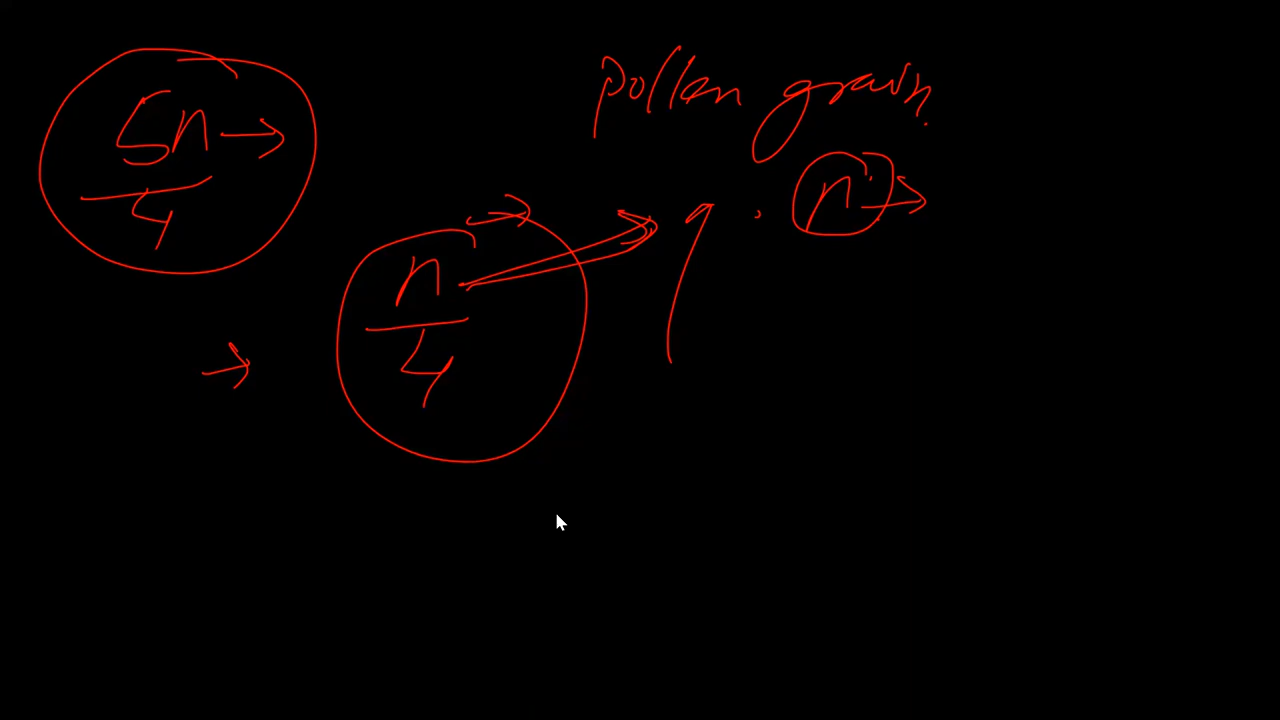 pollen grain
5n/4 →
n →
n/4
→